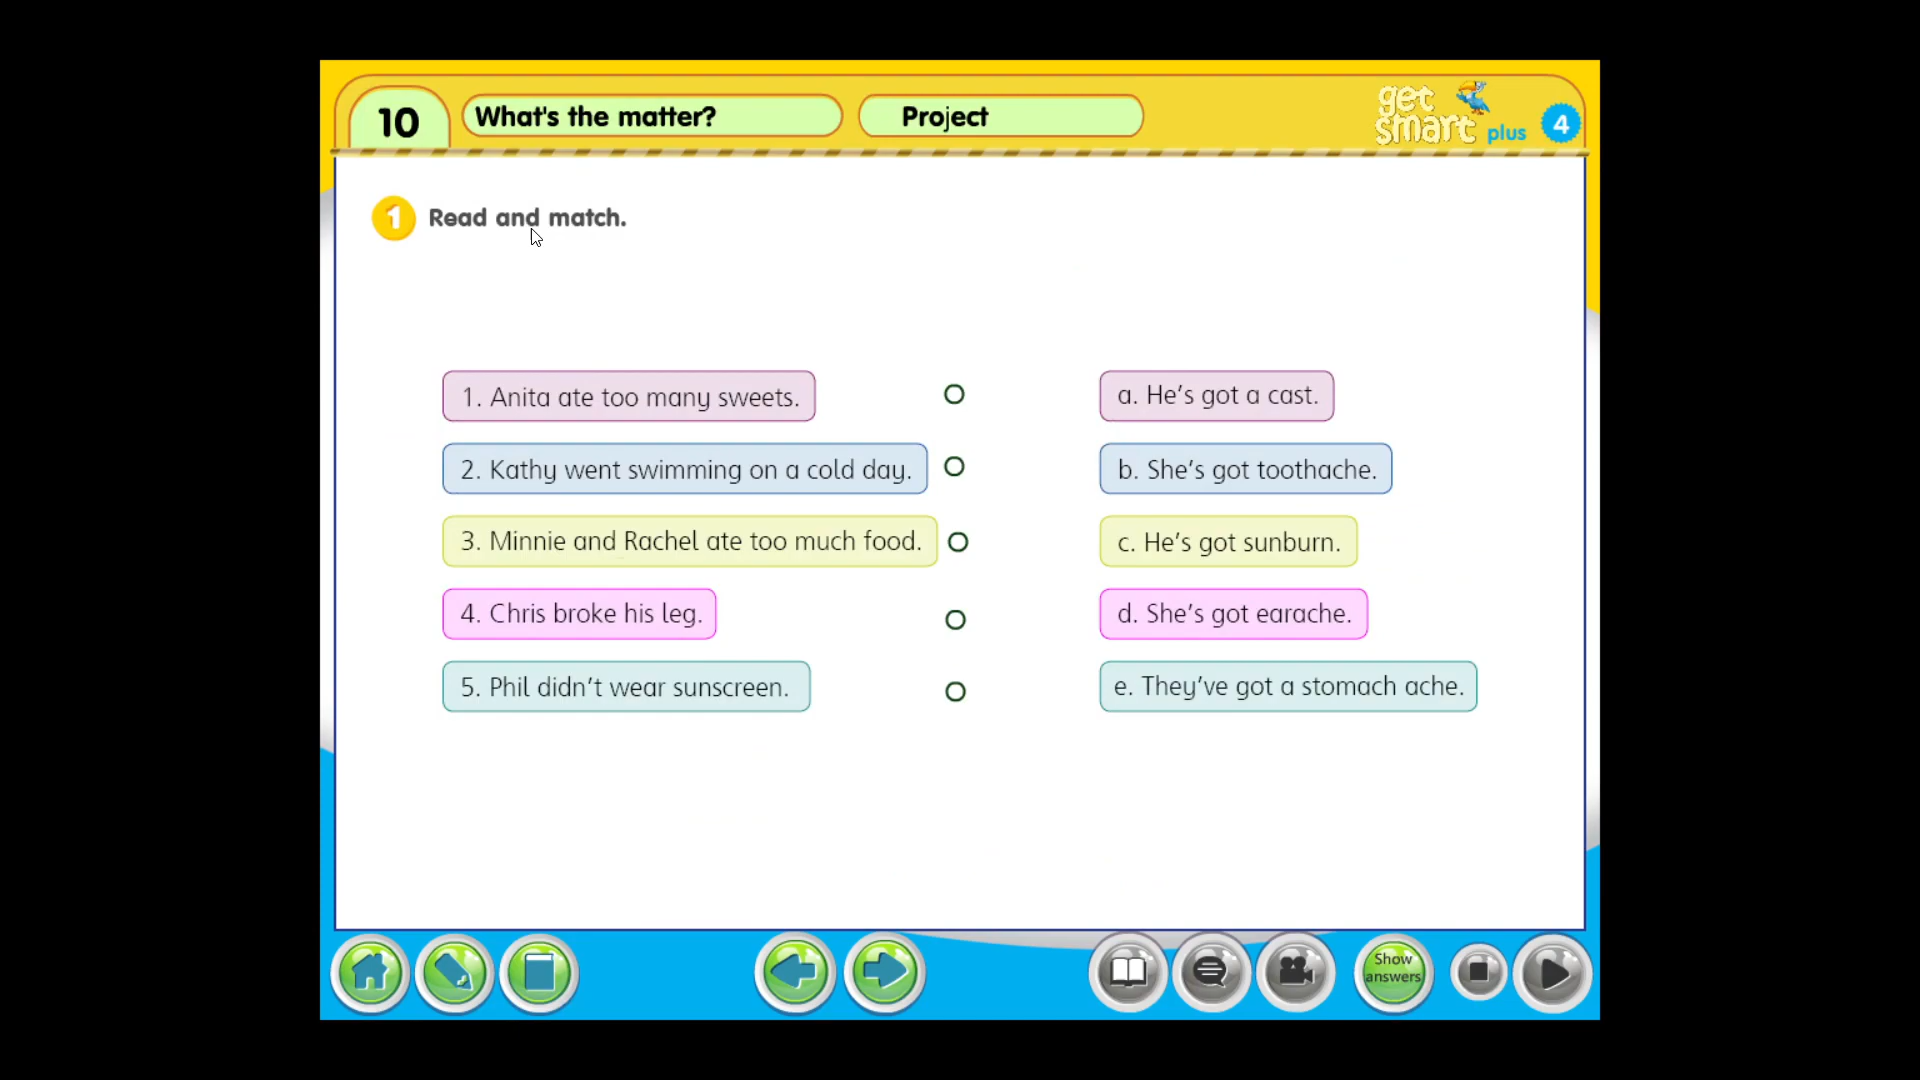 10
What's the matter?
Project
get smart plus 4
1 Read and match.
1. Anita ate too many sweets.
a. He's got a cast.
2. Kathy went swimming on a cold day.
b. She's got toothache.
3. Minnie and Rachel ate too much food.
c. He's got sunburn.
4. Chris broke his leg.
d. She's got earache.
5. Phil didn't wear sunscreen.
e. They've got a stomach ache.
Show
answers